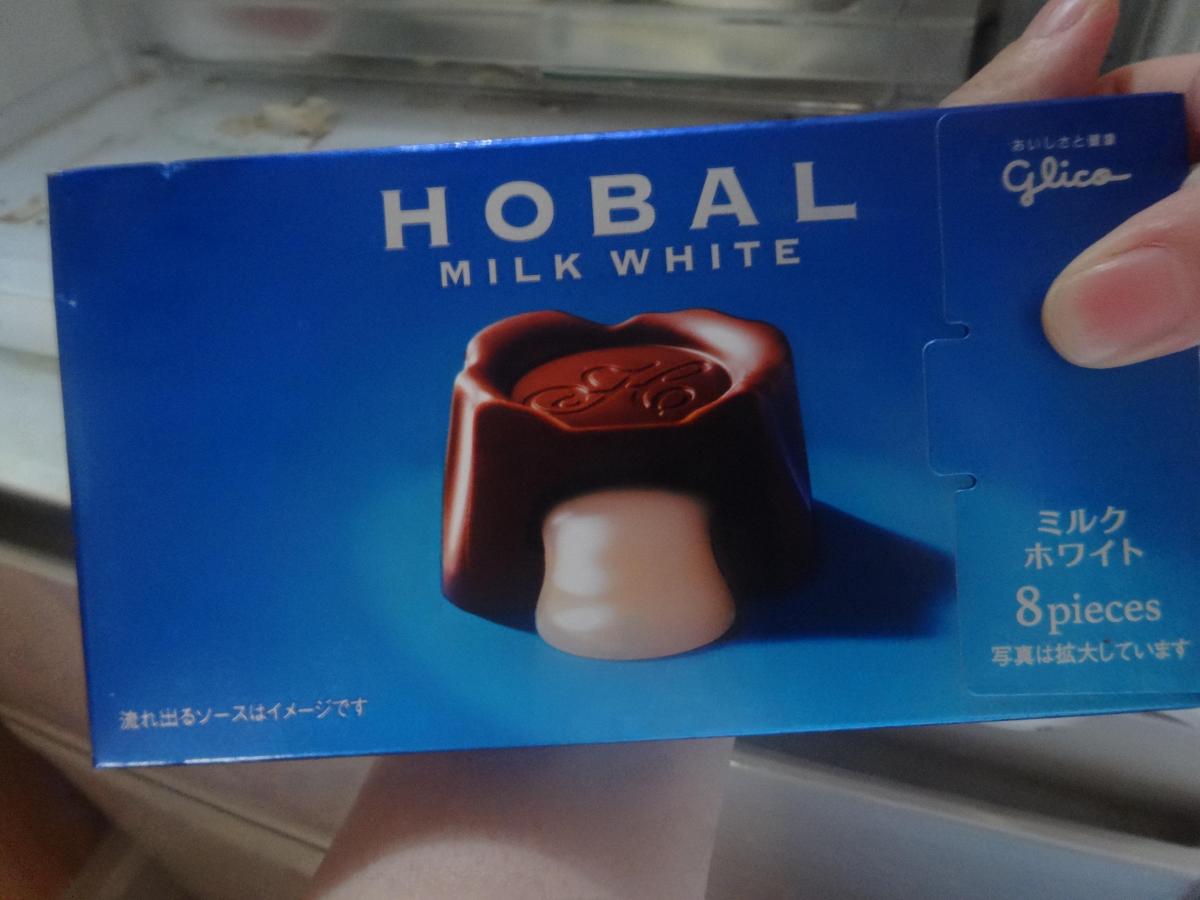 HOBAL
MILK WHITE
おいしさと健康
Glico
ミルク
ホワイト
8pieces
写真は拡大しています
流れ出るソースはイメージです